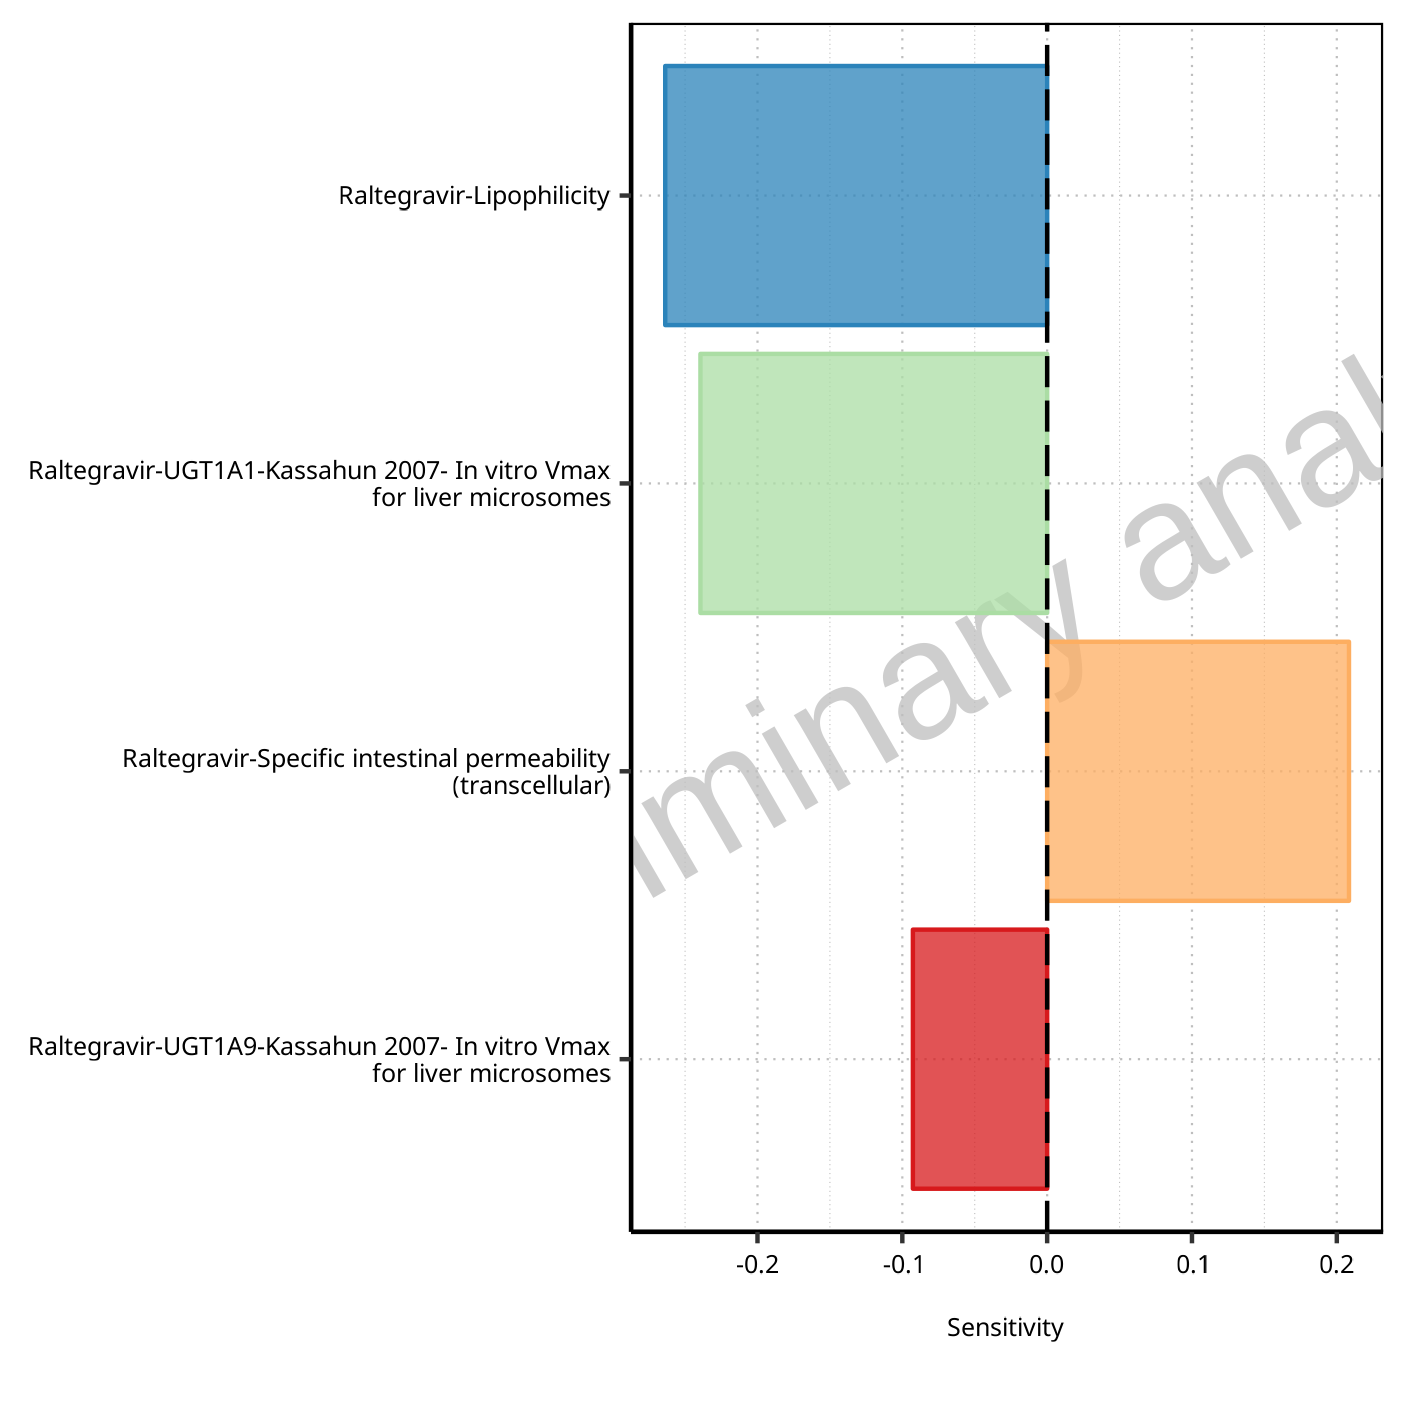 Raltegravir-Lipophilicity
Raltegravir-UGT1A1-Kassahun 2007- In vitro Vmax
for liver microsomes
Raltegravir-Specific intestinal permeability
(transcellular)
Raltegravir-UGT1A9-Kassahun 2007- In vitro Vmax
for liver microsomes
minary anal
-0.2 -0.1 0.0 0.1 0.2
Sensitivity